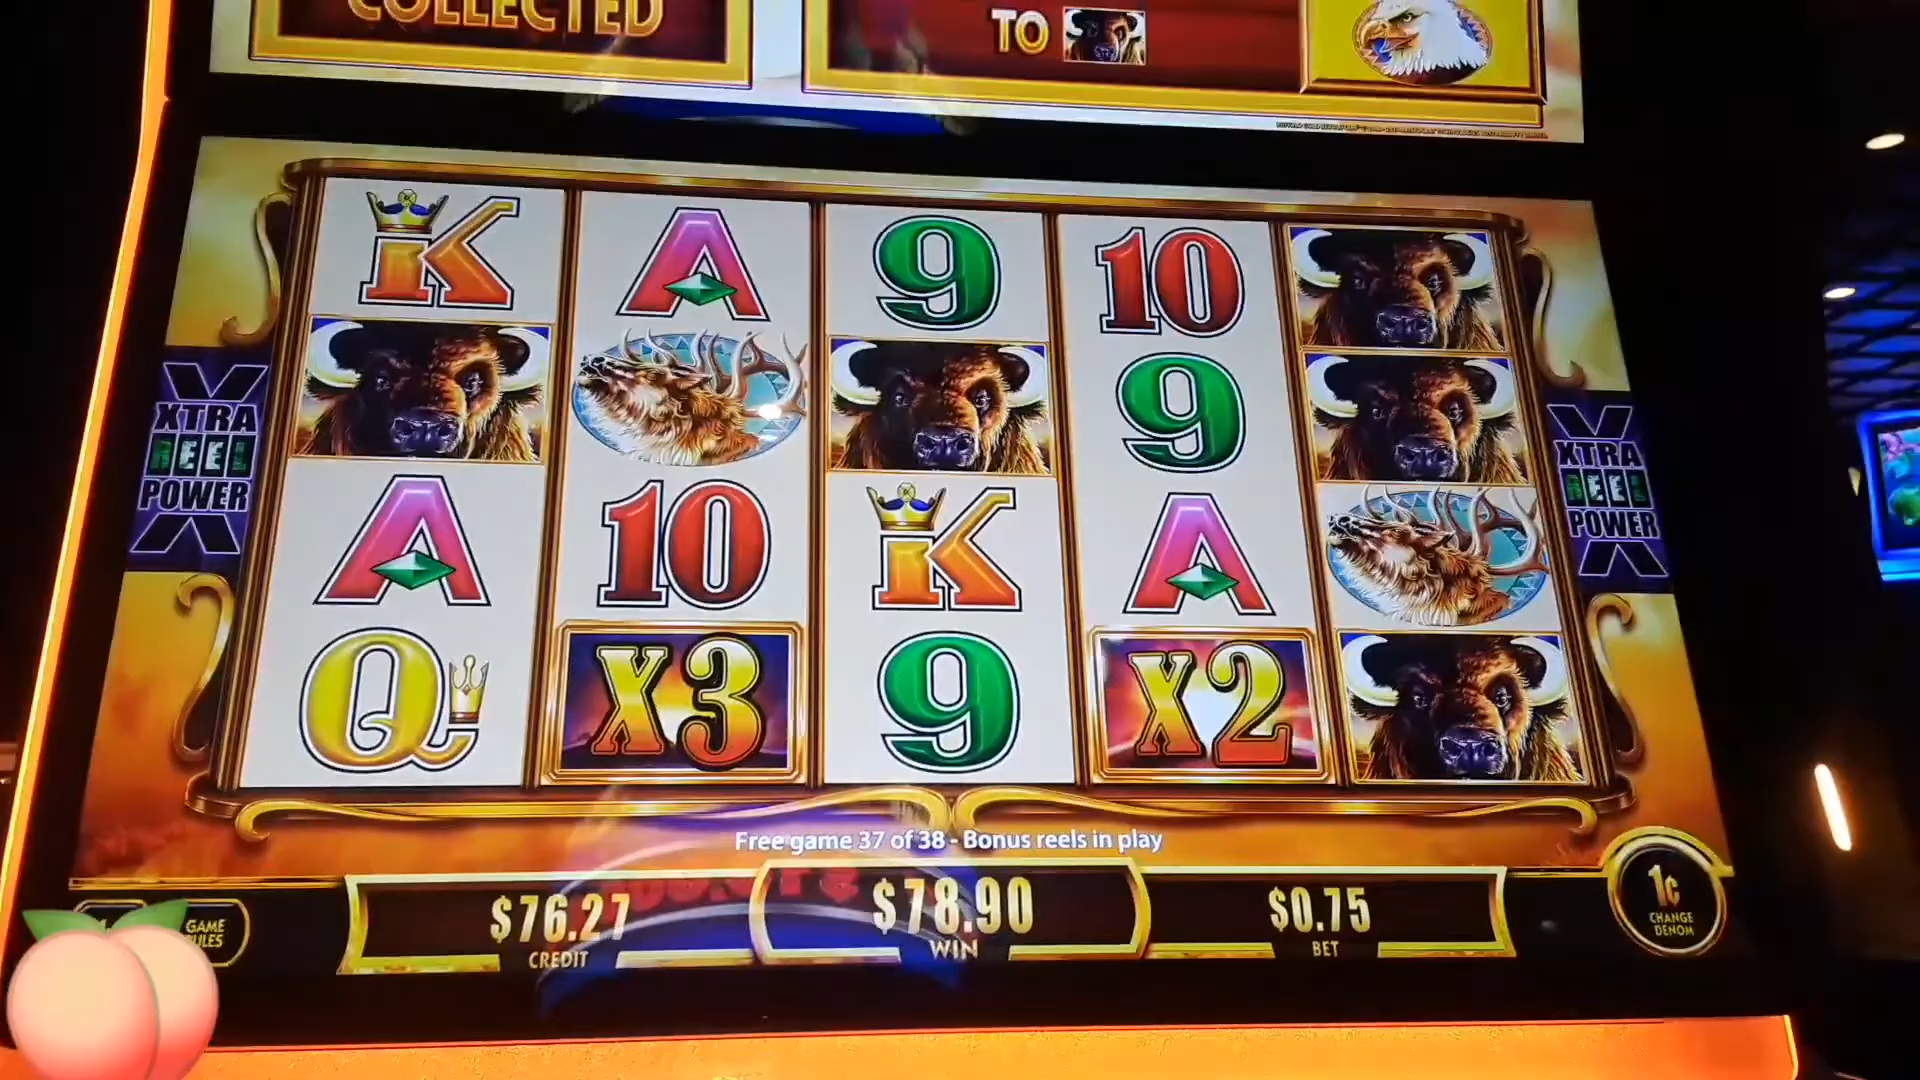 COLLECTED
TO
K A 9 10
9
A 10 K A
Q X3 9 X2
XTRA
REEL
POWER
XTRA
REEL
POWER
Free game 37 of 38 - Bonus reels in play
GAME
RULES
$76.27
CREDIT
$78.90
WIN
$0.75
BET
1¢
CHANGE
DENOM